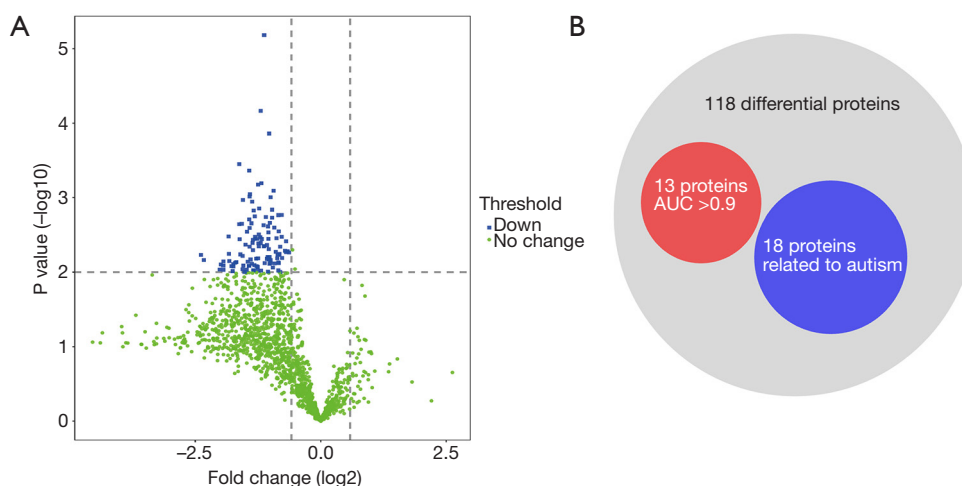 A
P value (–log10)
5
4
3
2
1
0
−2.5
0.0
2.5
Fold change (log2)
Threshold
Down
No change
B
118 differential proteins
13 proteins
AUC >0.9
18 proteins
related to autism